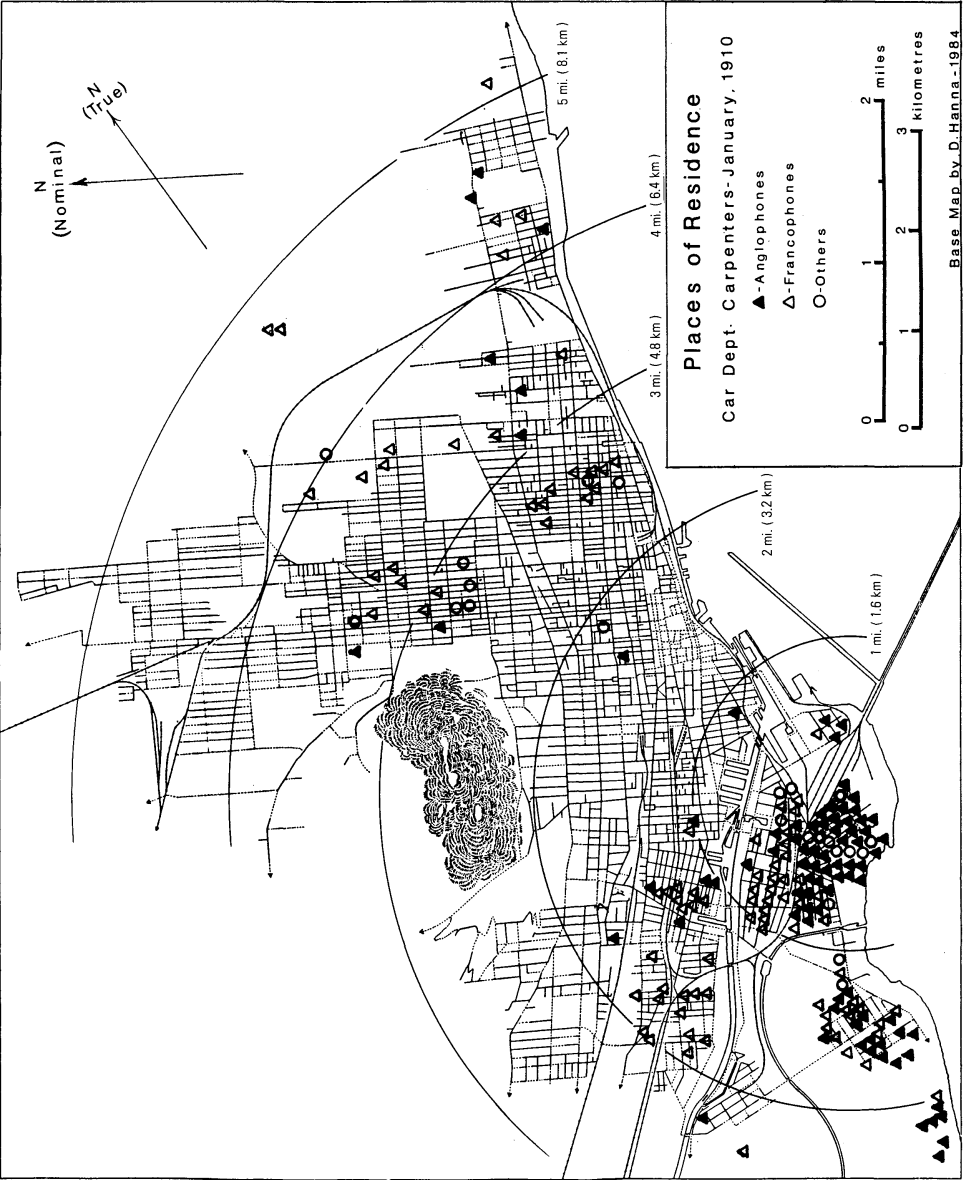 N
(True)
N
(Nominal)
5 mi. (8.1 km)
4 mi. (6.4 km)
3 mi. (4.8 km)
2 mi. (3.2 km)
1 mi. (1.6 km)
Places of Residence
Car Dept- Carpenters-January, 1910
-Anglophones
-Francophones
-Others
0 1 2 miles
0 1 2 3 kilometres
Base Map by D.Hanna-1984